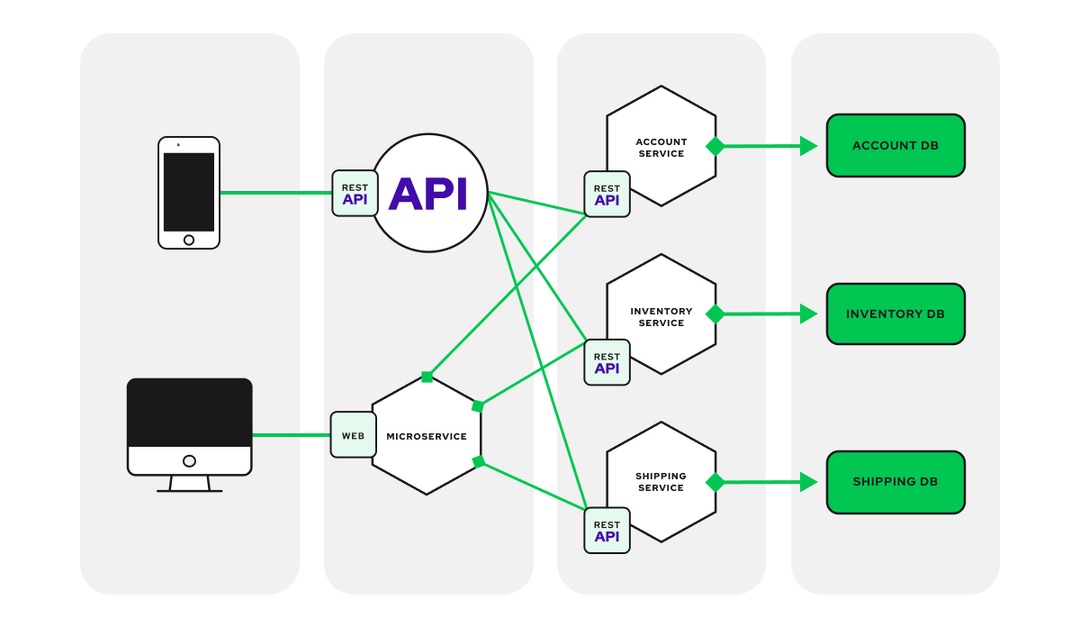 REST
API
API
WEB
MICROSERVICE
ACCOUNT
SERVICE
REST
API
INVENTORY
SERVICE
REST
API
SHIPPING
SERVICE
REST
API
ACCOUNT DB
INVENTORY DB
SHIPPING DB